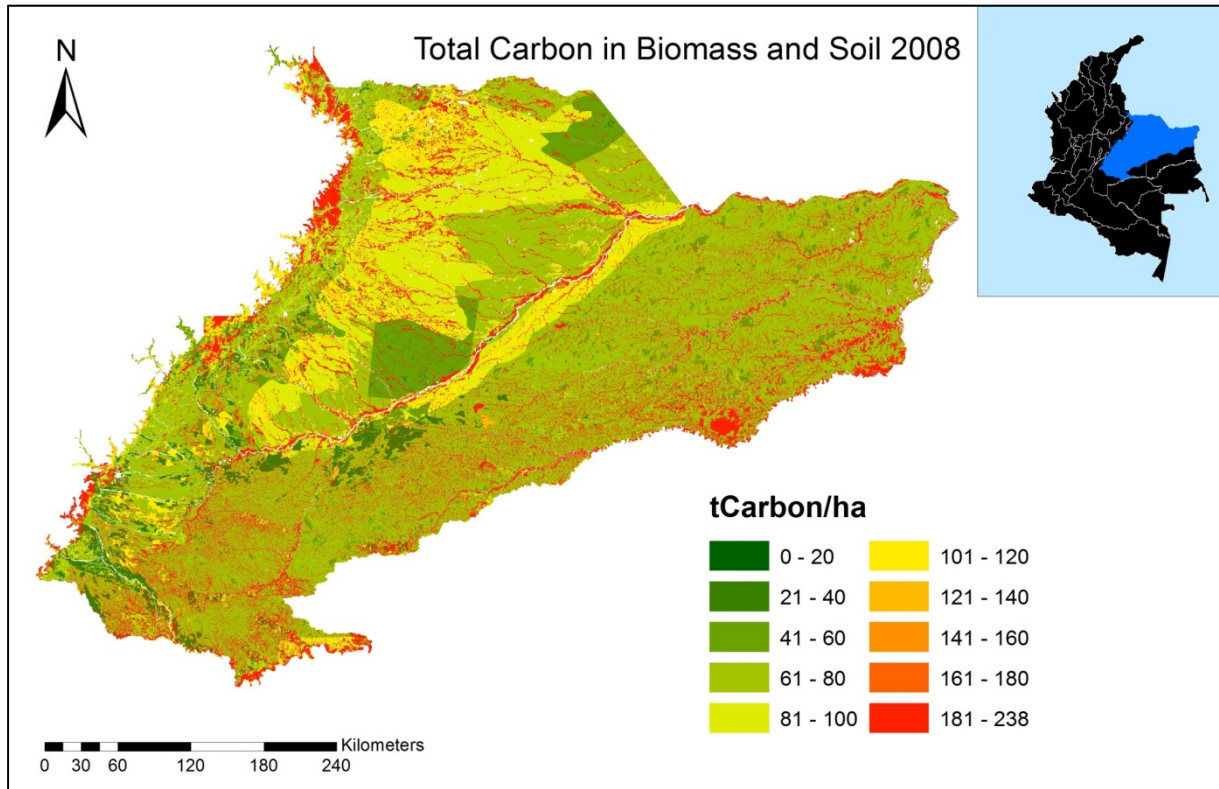 Total Carbon in Biomass and Soil 2008
N
tCarbon/ha
0 - 20
21 - 40
41 - 60
61 - 80
81 - 100
101 - 120
121 - 140
141 - 160
161 - 180
181 - 238
Kilometers
0 30 60 120 180 240